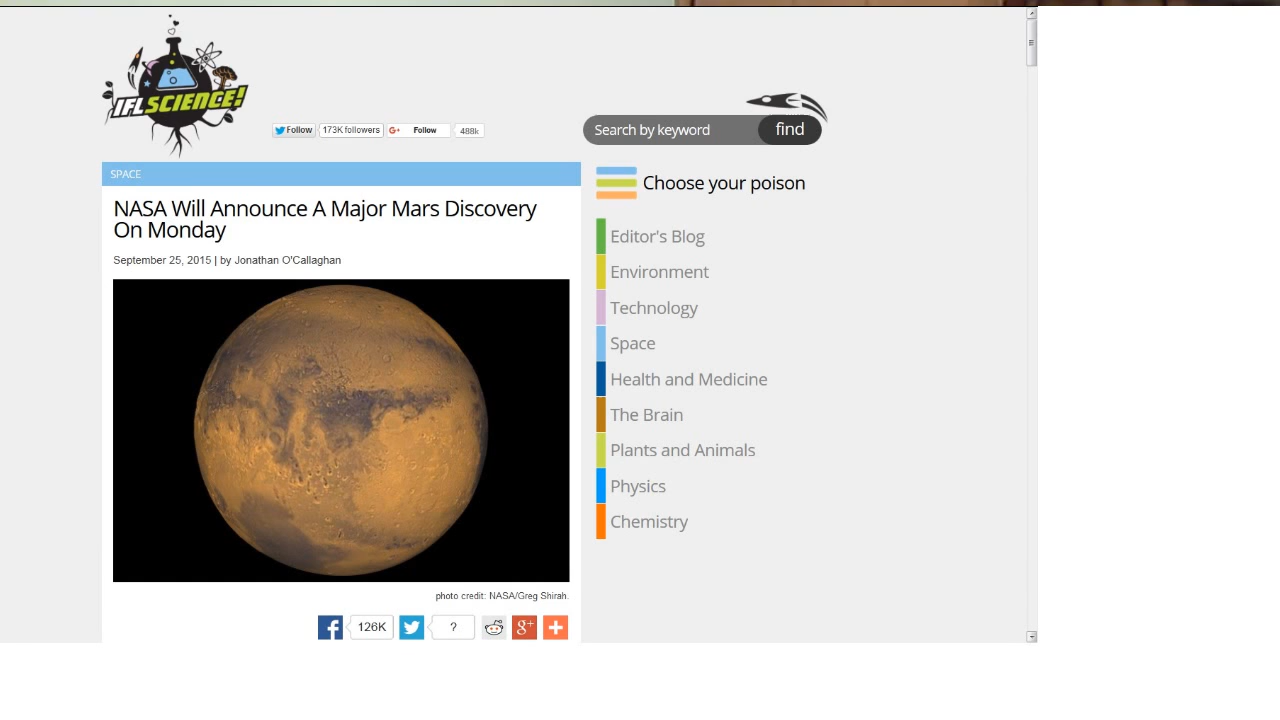 IFLSCIENCE!
Follow
173K followers
Follow
488k
Search by keyword
find
SPACE
NASA Will Announce A Major Mars Discovery
On Monday
September 25, 2015 | by Jonathan O'Callaghan
photo credit: NASA/Greg Shirah.
126K
?
g+
Choose your poison
Editor's Blog
Environment
Technology
Space
Health and Medicine
The Brain
Plants and Animals
Physics
Chemistry